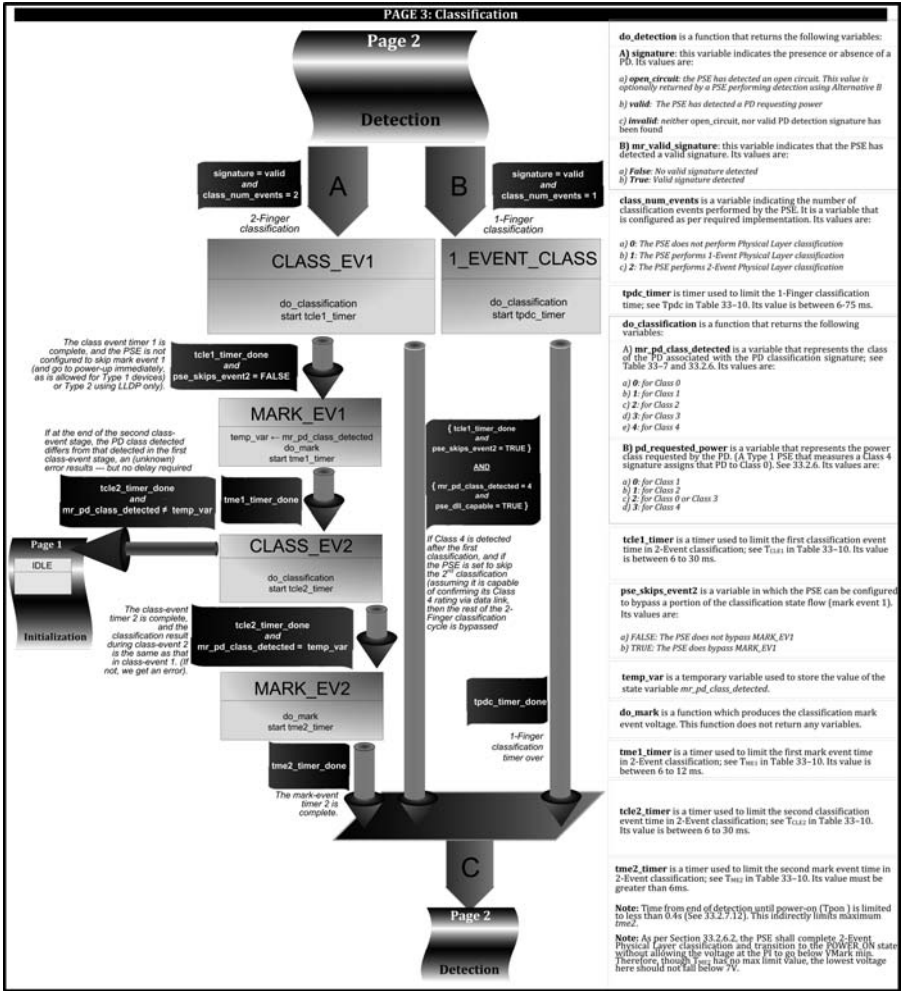 PAGE 3: Classification
Page 2
Detection
signature = valid
and
class_num_events = 2
A
B
signature = valid
and
class_num_events = 1
2-Finger
classification
1-Finger
classification
CLASS_EV1
do_classification
start tcle1_timer
1_EVENT_CLASS
do_classification
start tpdc_timer
The class event timer 1 is
complete, and the PSE is not
configured to skip mark event 1
(and go to power-up immediately,
as is allowed for Type 1 devices)
or Type 2 using LLDP only).
tcle1_timer_done
and
pse_skips_event2 = FALSE
MARK_EV1
temp_var ← mr_pd_class_detected
do_mark
start tme1_timer
{ tcle1_timer_done
and
pse_skips_event2 = TRUE }
AND
{ mr_pd_class_detected = 4
and
pse_dll_capable = TRUE }
If at the end of the second class-
event stage, the PD class detected
differs from that detected in the first
class-event stage, an (unknown)
error results --- but no delay required
tcle2_timer_done
and
mr_pd_class_detected ≠ temp_var
tme1_timer_done
Page 1
IDLE
Initialization
CLASS_EV2
do_classification
start tcle2_timer
If Class 4 is detected
after the first
classification, and if
the PSE is set to skip
the 2nd classification
(assuming it is capable
of confirming its Class
4 rating via data link,
then the rest of the 2-
Finger classification
cycle is bypassed
The class-event
timer 2 is complete,
and the
classification result
during class-event 2
is the same as that
in class-event 1. (If
not, we get an error).
tcle2_timer_done
and
mr_pd_class_detected = temp_var
MARK_EV2
do_mark
start tme2_timer
tpdc_timer_done
1-Finger
classification
timer over
tme2_timer_done
The mark-event
timer 2 is
complete.
C
Page 2
Detection
do_detection is a function that returns the following variables:
A) signature: this variable indicates the presence or absence of a
PD. Its values are:
a) open_circuit: the PSE has detected an open circuit. This value is
optionally returned by a PSE performing detection using Alternative B
b) valid: The PSE has detected a PD requesting power
c) invalid: neither open_circuit, nor valid PD detection signature has
been found
B) mr_valid_signature: this variable indicates that the PSE has
detected a valid signature. Its values are:
a) False: No valid signature detected
b) True: Valid signature detected
class_num_events is a variable indicating the number of
classification events performed by the PSE. It is a variable that
is configured as per required implementation. Its values are:
a) 0: The PSE does not perform Physical Layer classification
b) 1: The PSE performs 1-Event Physical Layer classification
c) 2: The PSE performs 2-Event Physical Layer classification
tpdc_timer is timer used to limit the 1-Finger classification
time; see Tpdc in Table 33–10. Its value is between 6-75 ms.
do_classification is a function that returns the following
variables:
A) mr_pd_class_detected is a variable that represents the class
of the PD associated with the PD classification signature; see
Table 33–7 and 33.2.6. Its values are:
a) 0: for Class 0
b) 1: for Class 1
c) 2: for Class 2
d) 3: for Class 3
e) 4: for Class 4
B) pd_requested_power is a variable that represents the power
class requested by the PD. (A Type 1 PSE that measures a Class 4
signature assigns that PD to Class 0). See 33.2.6. Its values are:
a) 0: for Class 1
b) 1: for Class 2
c) 2: for Class 0 or Class 3
d) 3: for Class 4
tcle1_timer is a timer used to limit the first classification event
time in 2-Event classification; see TCLE1 in Table 33–10. Its value
is between 6 to 30 ms.
pse_skips_event2 is a variable in which the PSE can be configured
to bypass a portion of the classification state flow (mark event 1).
Its values are:
a) FALSE: The PSE does not bypass MARK_EV1
b) TRUE: The PSE does bypass MARK_EV1
temp_var is a temporary variable used to store the value of the
state variable mr_pd_class_detected.
do_mark is a function which produces the classification mark
event voltage. This function does not return any variables.
tme1_timer is a timer used to limit the first mark event time
in 2-Event classification; see TME1 in Table 33–10. Its value is
between 6 to 12 ms.
tcle2_timer is a timer used to limit the second classification
event time in 2-Event classification; see TCLE2 in Table 33–10.
Its value is between 6 to 30 ms.
tme2_timer is a timer used to limit the second mark event time in
2-Event classification; see TME2 in Table 33–10. Its value must be
greater than 6ms.
Note: Time from end of detection until power-on (Tpon ) is limited
to less than 0.4s (See 33.2.7.12). This indirectly limits maximum
tme2.
Note: As per Section 33.2.6.2, the PSE shall complete 2-Event
Physical Layer classification and transition to the POWER_ON state
without allowing the voltage at the PI to go below VMark min.
Therefore, though TME2 has no max limit value, the lowest voltage
here should not fall below 7V.